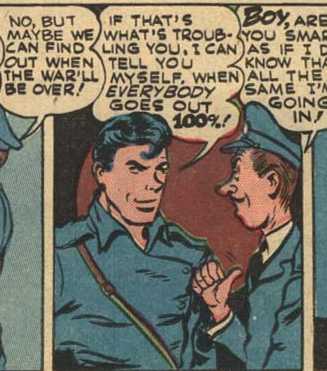 NO, BUT
MAYBE WE
CAN FIND
OUT WHEN
THE WAR'LL
BE OVER!
IF THAT'S
WHAT'S TROUB-
LING YOU, I CAN
TELL YOU
MYSELF. WHEN
EVERYBODY
GOES OUT
100%!
BOY, ARE
YOU SMAR
AS IF I D
KNOW THA
ALL THE
SAME I'M
GOING
IN!